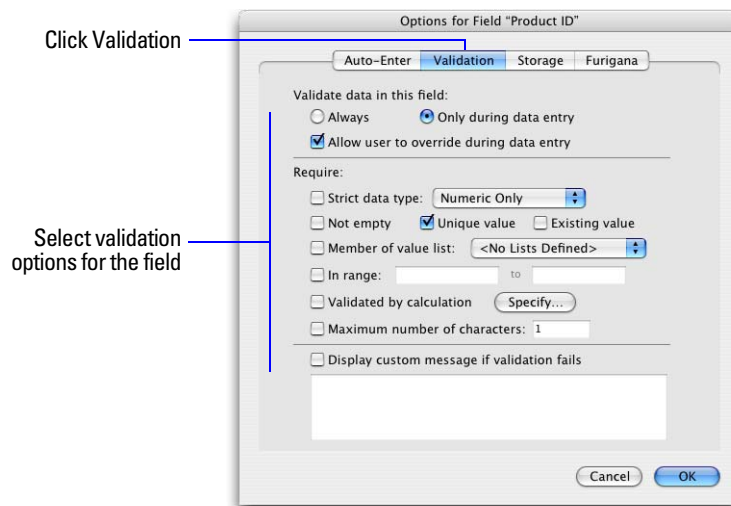 Options for Field “Product ID”
Click Validation
Auto-Enter Validation Storage Furigana
Validate data in this field:
Always Only during data entry
Allow user to override during data entry
Require:
Strict data type: Numeric Only
Not empty Unique value Existing value
Select validation
options for the field
Member of value list: <No Lists Defined>
In range: to
Validated by calculation Specify...
Maximum number of characters: 1
Display custom message if validation fails
Cancel OK